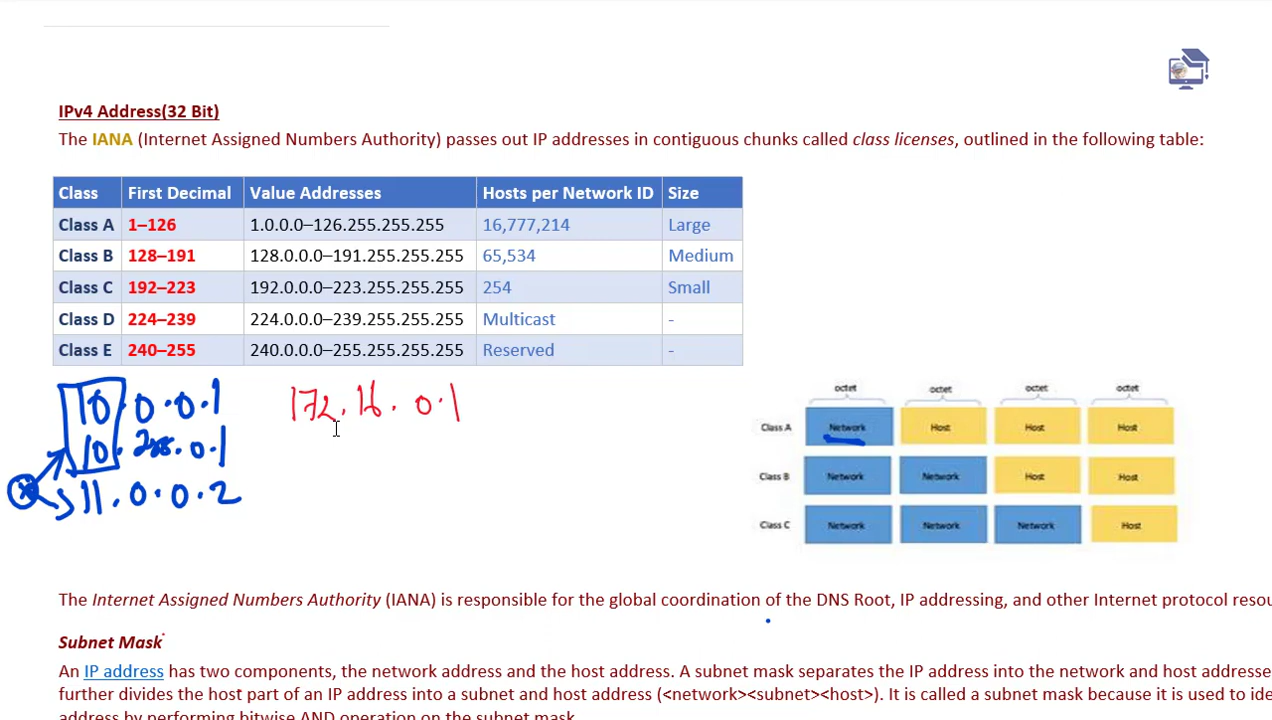 IPv4 Address(32 Bit)
The IANA (Internet Assigned Numbers Authority) passes out IP addresses in contiguous chunks called class licenses, outlined in the following table:
Class First Decimal Value Addresses Hosts per Network ID Size
Class A 1–126 1.0.0.0–126.255.255.255 16,777,214 Large
Class B 128–191 128.0.0.0–191.255.255.255 65,534 Medium
Class C 192–223 192.0.0.0–223.255.255.255 254 Small
Class D 224–239 224.0.0.0–239.255.255.255 Multicast -
Class E 240–255 240.0.0.0–255.255.255.255 Reserved -
10.0.0.1 172.16.0.1
10. .0.1
11.0.0.2
octet octet octet octet
Class A Network Host Host Host
Class B Network Network Host Host
Class C Network Network Network Host
The Internet Assigned Numbers Authority (IANA) is responsible for the global coordination of the DNS Root, IP addressing, and other Internet protocol
Subnet Mask
An IP address has two components, the network address and the host address. A subnet mask separates the IP address into the network and host addresse
further divides the host part of an IP address into a subnet and host address (<network><subnet><host>). It is called a subnet mask because it is used to
address by performing bitwise AND operation on the subnet mask.